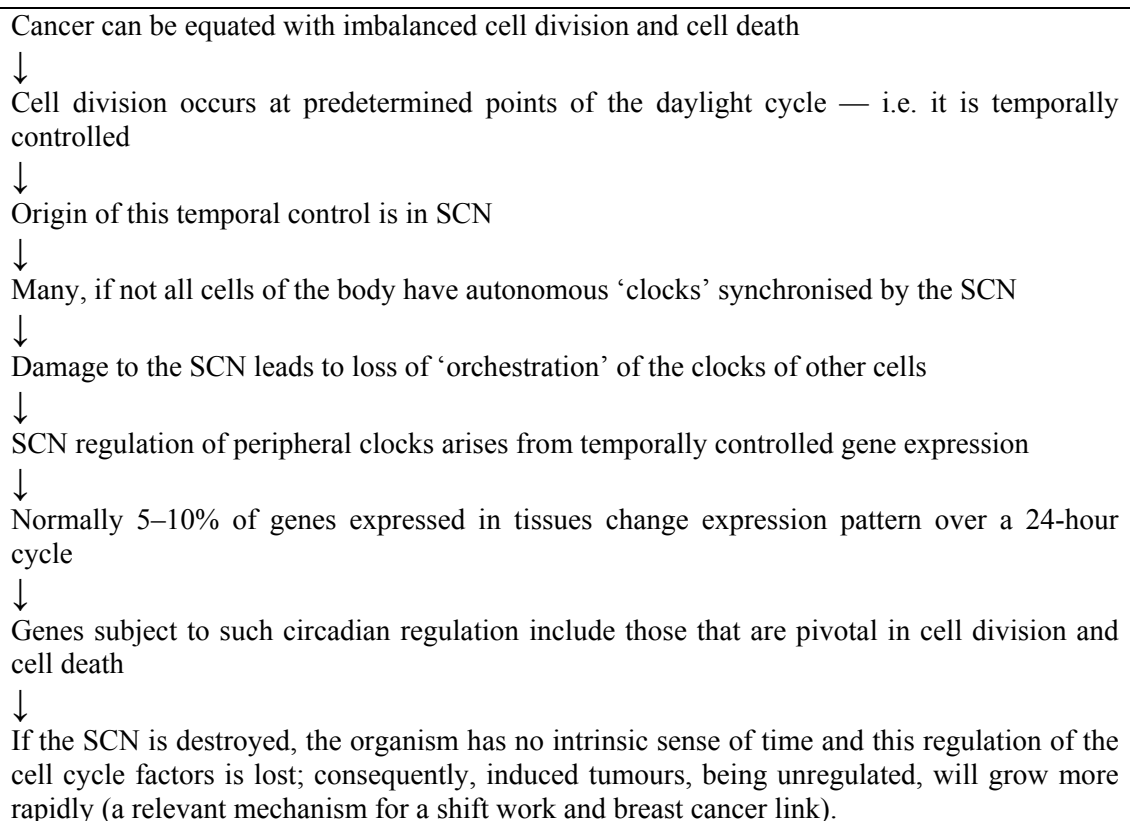 Cancer can be equated with imbalanced cell division and cell death
↓
Cell division occurs at predetermined points of the daylight cycle — i.e. it is temporally
controlled
↓
Origin of this temporal control is in SCN
↓
Many, if not all cells of the body have autonomous ‘clocks’ synchronised by the SCN
↓
Damage to the SCN leads to loss of ‘orchestration’ of the clocks of other cells
↓
SCN regulation of peripheral clocks arises from temporally controlled gene expression
↓
Normally 5–10% of genes expressed in tissues change expression pattern over a 24-hour
cycle
↓
Genes subject to such circadian regulation include those that are pivotal in cell division and
cell death
↓
If the SCN is destroyed, the organism has no intrinsic sense of time and this regulation of the
cell cycle factors is lost; consequently, induced tumours, being unregulated, will grow more
rapidly (a relevant mechanism for a shift work and breast cancer link).